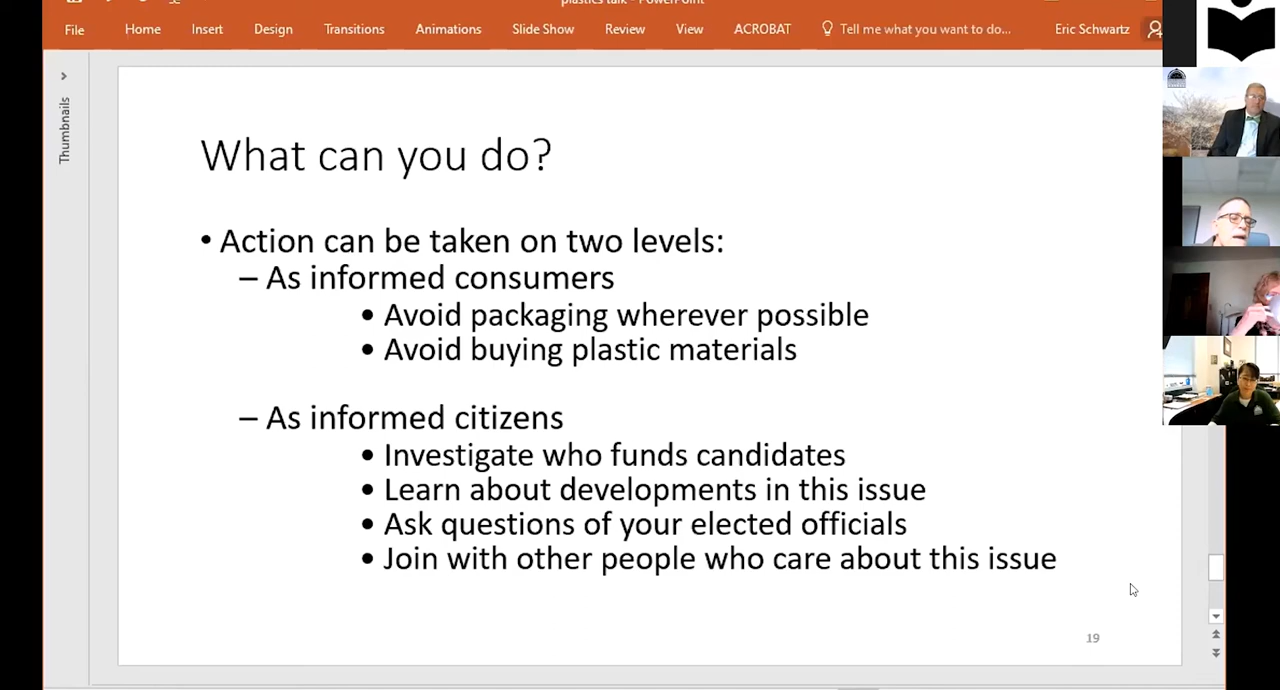 plastics talk - PowerPoint
File Home Insert Design Transitions Animations Slide Show Review View ACROBAT Tell me what you want to do... Eric Schwartz
Thumbnails
What can you do?
• Action can be taken on two levels:
– As informed consumers
• Avoid packaging wherever possible
• Avoid buying plastic materials
– As informed citizens
• Investigate who funds candidates
• Learn about developments in this issue
• Ask questions of your elected officials
• Join with other people who care about this issue
19